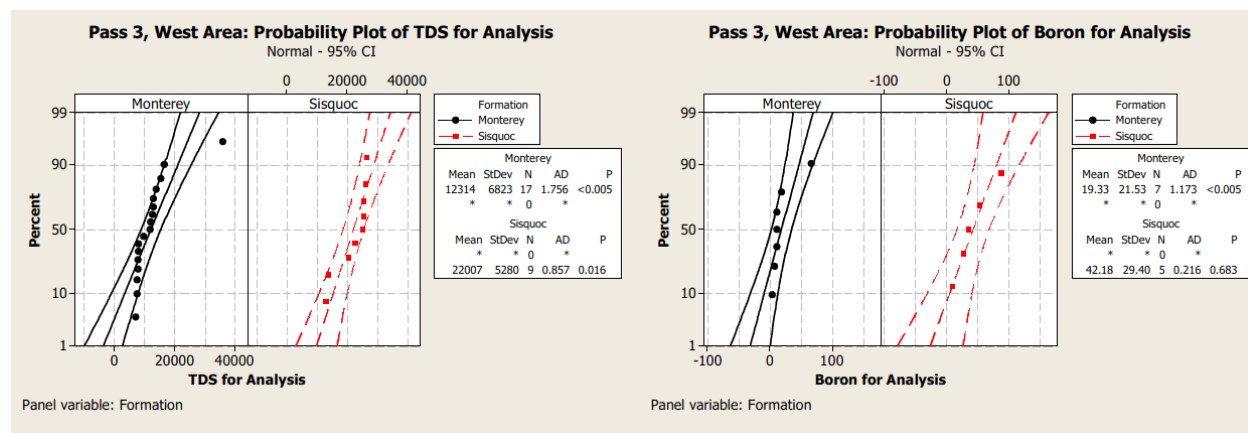 Pass 3, West Area: Probability Plot of TDS for Analysis
Normal - 95% CI
0 20000 40000
Monterey Sisquoc
99
90
50
10
1
Percent
0 20000 40000
TDS for Analysis
Panel variable: Formation
Formation
Monterey
Sisquoc
Monterey
Mean StDev N AD P
12314 6823 17 1.756 <0.005
* * 0 *
Sisquoc
Mean StDev N AD P
* * 0 *
22007 5280 9 0.857 0.016
Pass 3, West Area: Probability Plot of Boron for Analysis
Normal - 95% CI
-100 0 100
Monterey Sisquoc
99
90
50
10
1
Percent
-100 0 100
Boron for Analysis
Panel variable: Formation
Formation
Monterey
Sisquoc
Monterey
Mean StDev N AD P
19.33 21.53 7 1.173 <0.005
* * 0 *
Sisquoc
Mean StDev N AD P
* * 0 *
42.18 29.40 5 0.216 0.683